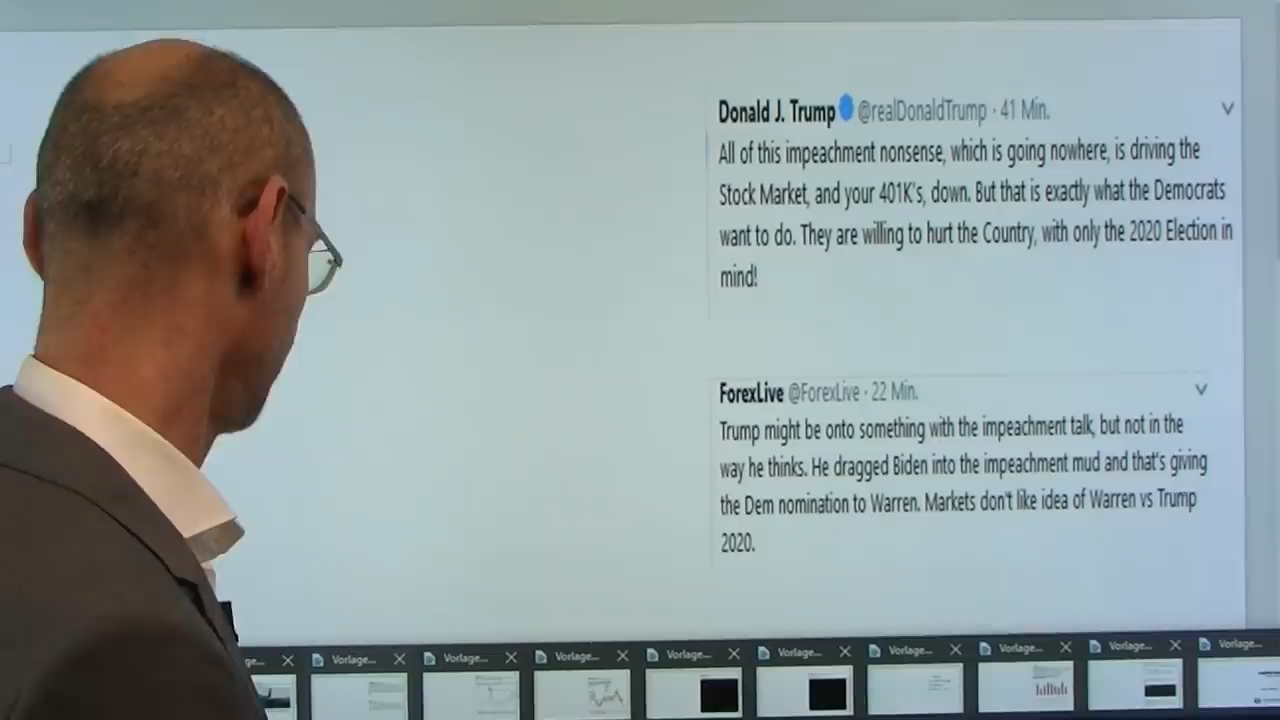 Donald J. Trump @realDonaldTrump · 41 Min.
All of this impeachment nonsense, which is going nowhere, is driving the
Stock Market, and your 401K's, down. But that is exactly what the Democrats
want to do. They are willing to hurt the Country, with only the 2020 Election in
mind!
ForexLive @ForexLive · 22 Min.
Trump might be onto something with the impeachment talk, but not in the
way he thinks. He dragged Biden into the impeachment mud and that's giving
the Dem nomination to Warren. Markets don't like idea of Warren vs Trump
2020.
ge... Vorlage... Vorlage... Vorlage... Vorlage... Vorlage... Vorlage... Vorlage... Vorlage... Vorlage...